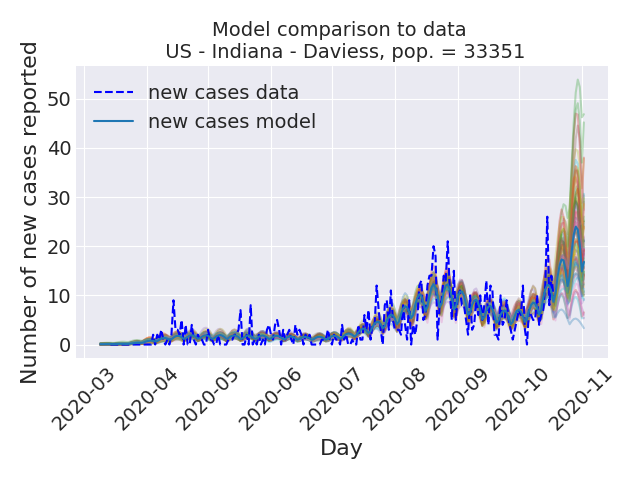 Model comparison to data
US - Indiana - Daviess, pop. = 33351
new cases data
new cases model
Number of new cases reported
50
40
30
20
10
0
2020-03
2020-04
2020-05
2020-06
2020-07
2020-08
2020-09
2020-10
2020-11
Day